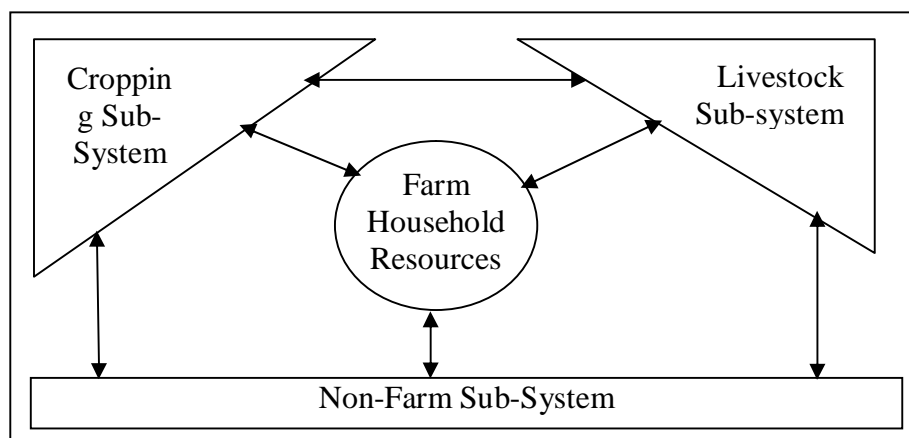 Croppin
g Sub-
System
Livestock
Sub-system
Farm
Household
Resources
Non-Farm Sub-System